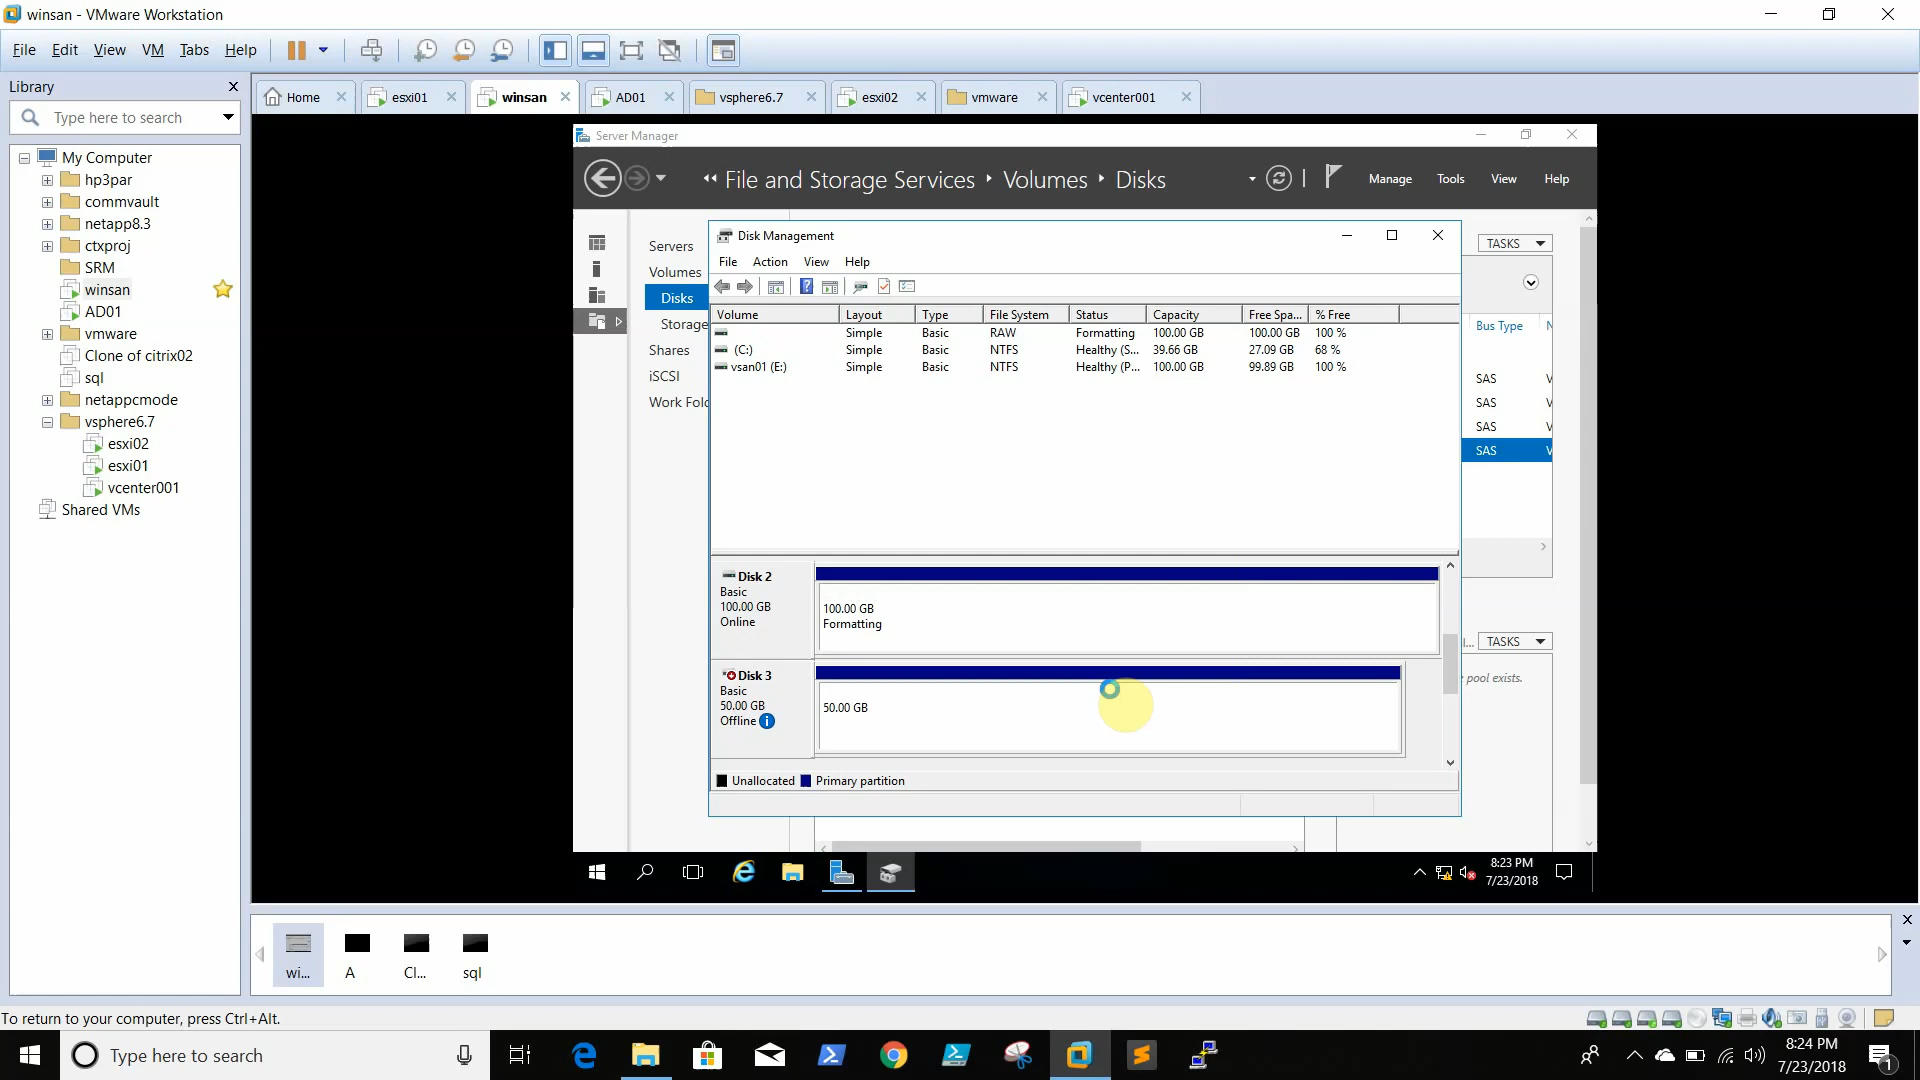 winsan - VMware Workstation
File Edit View VM Tabs Help
Library
Type here to search
My Computer
hp3par
commvault
netapp8.3
ctxproj
SRM
winsan
AD01
vmware
Clone of citrix02
sql
netappcmode
vsphere6.7
esxi02
esxi01
vcenter001
Shared VMs
Home esxi01 winsan AD01 vsphere6.7 esxi02 vmware vcenter001
Server Manager
File and Storage Services Volumes Disks
Manage Tools View Help
Servers
Volumes
Disks
Storage
Shares
iSCSI
Work Fold
TASKS
Bus Type
SAS
SAS
SAS
SAS
TASKS
pool exists.
Disk Management
File Action View Help
Volume Layout Type File System Status Capacity Free Spa... % Free
Simple Basic RAW Formatting 100.00 GB 100.00 GB 100 %
(C:) Simple Basic NTFS Healthy (S... 39.66 GB 27.09 GB 68 %
vsan01 (E:) Simple Basic NTFS Healthy (P... 100.00 GB 99.89 GB 100 %
Disk 2
Basic
100.00 GB
Online
100.00 GB
Formatting
Disk 3
Basic
50.00 GB
Offline
50.00 GB
Unallocated Primary partition
8:23 PM
7/23/2018
wi... A Cl... sql
To return to your computer, press Ctrl+Alt.
Type here to search
8:24 PM
7/23/2018
1